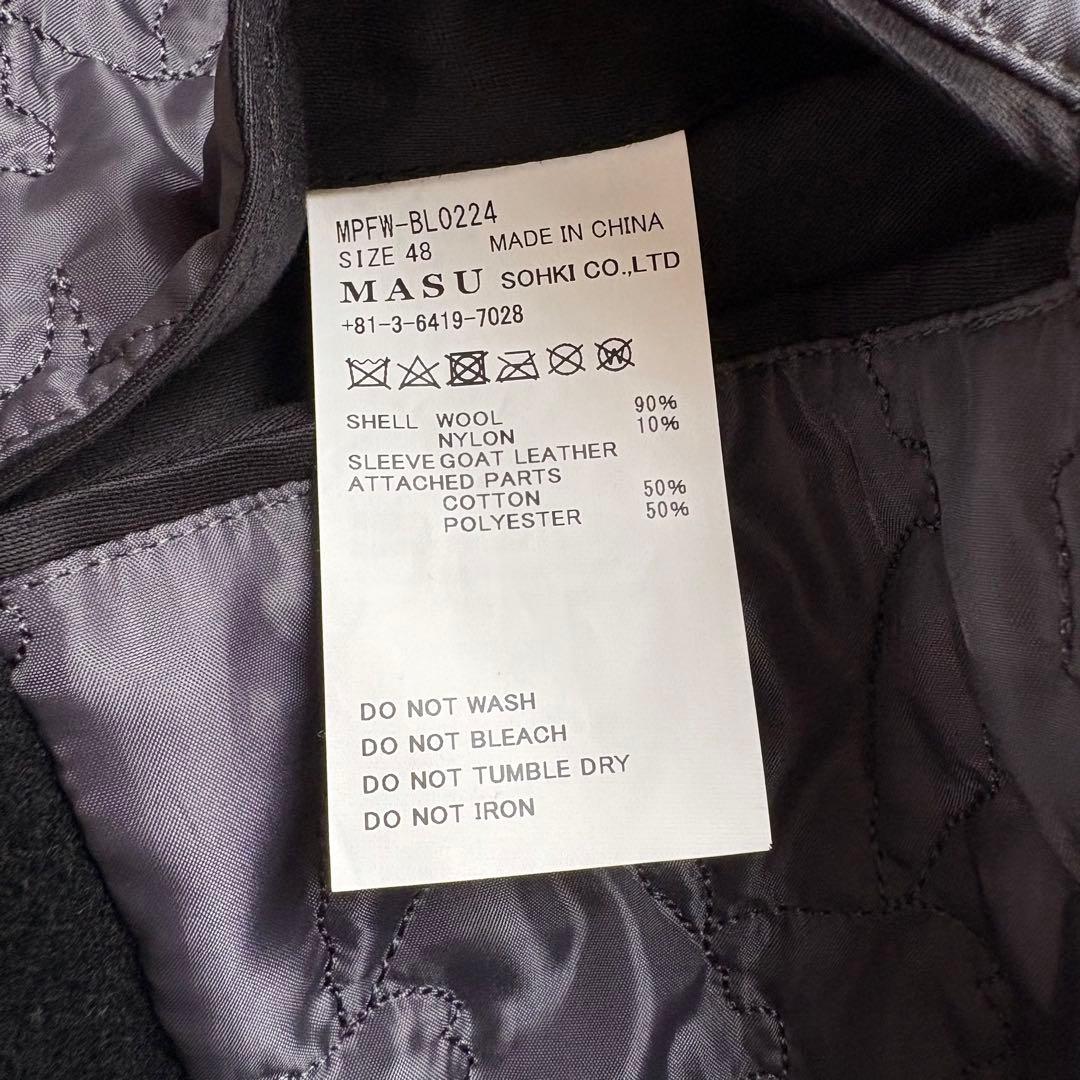 MPFW-BL0224
SIZE 48 MADE IN CHINA
MASU SOHKI CO.,LTD
+81-3-6419-7028
W
SHELL WOOL 90%
NYLON 10%
SLEEVE GOAT LEATHER
ATTACHED PARTS
COTTON 50%
POLYESTER 50%
DO NOT WASH
DO NOT BLEACH
DO NOT TUMBLE DRY
DO NOT IRON